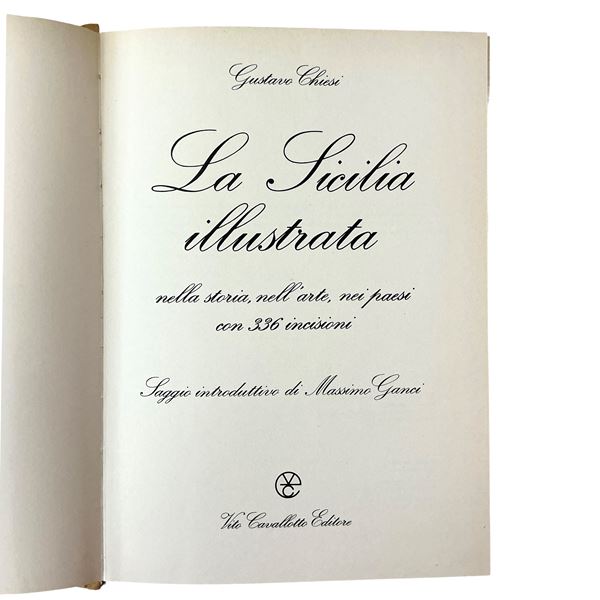 Gustavo Chiesi
La Sicilia
illustrata
nella storia, nell'arte, nei paesi
con 336 incisioni
Saggio introduttivo di Massimo Ganci
Vito Cavallotto Editore